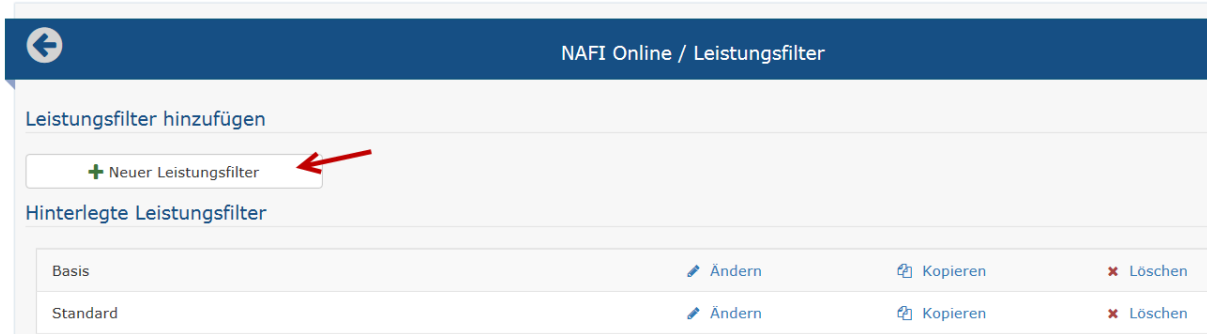 NAFI Online / Leistungsfilter
Leistungsfilter hinzufügen
Neuer Leistungsfilter
Hinterlegte Leistungsfilter
Basis Ändern Kopieren Löschen
Standard Ändern Kopieren Löschen